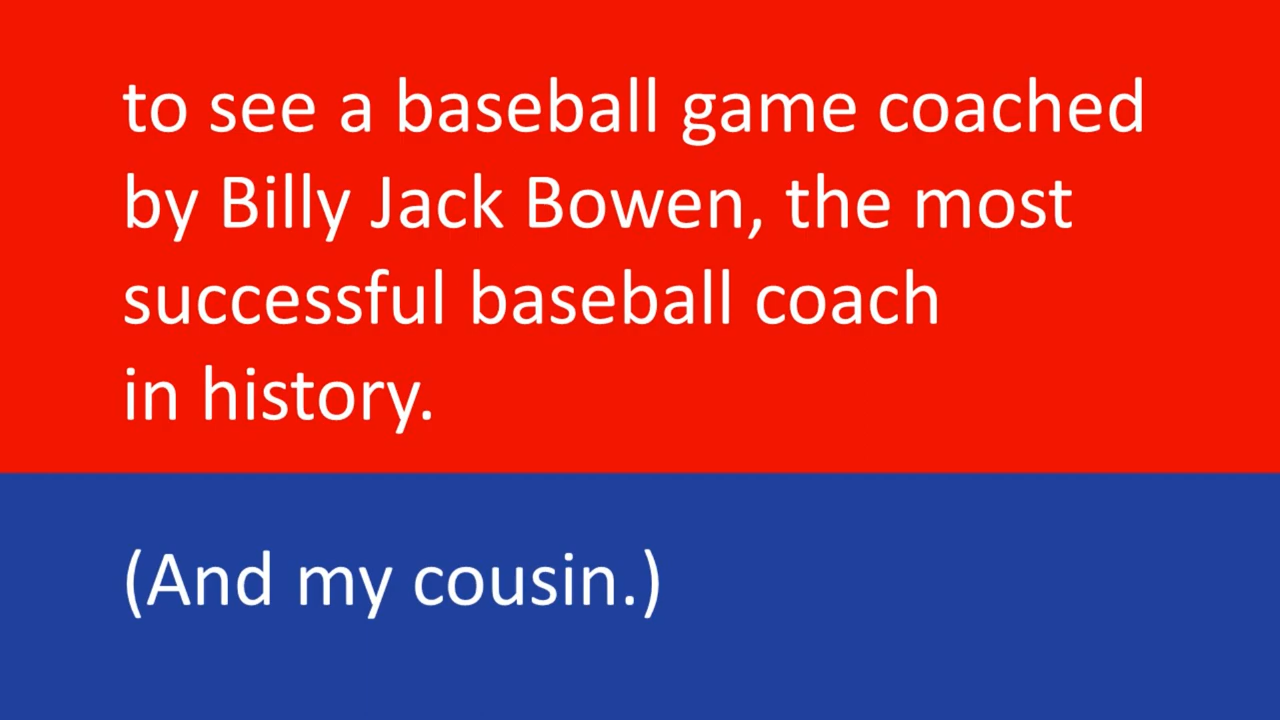 to see a baseball game coached
by Billy Jack Bowen, the most
successful baseball coach
in history.
(And my cousin.)